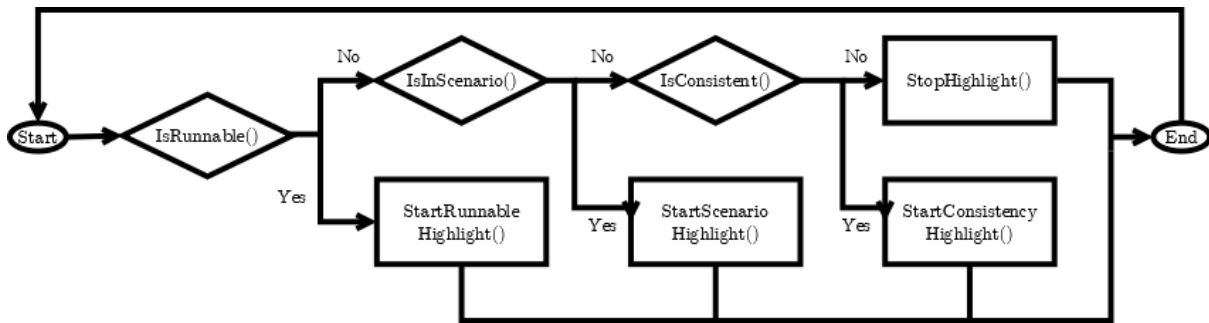 Start
IsRunnable()
No
IsInScenario()
No
IsConsistent()
No
StopHighlight()
End
Yes
StartRunnable
Highlight()
Yes
StartScenario
Highlight()
Yes
StartConsistency
Highlight()